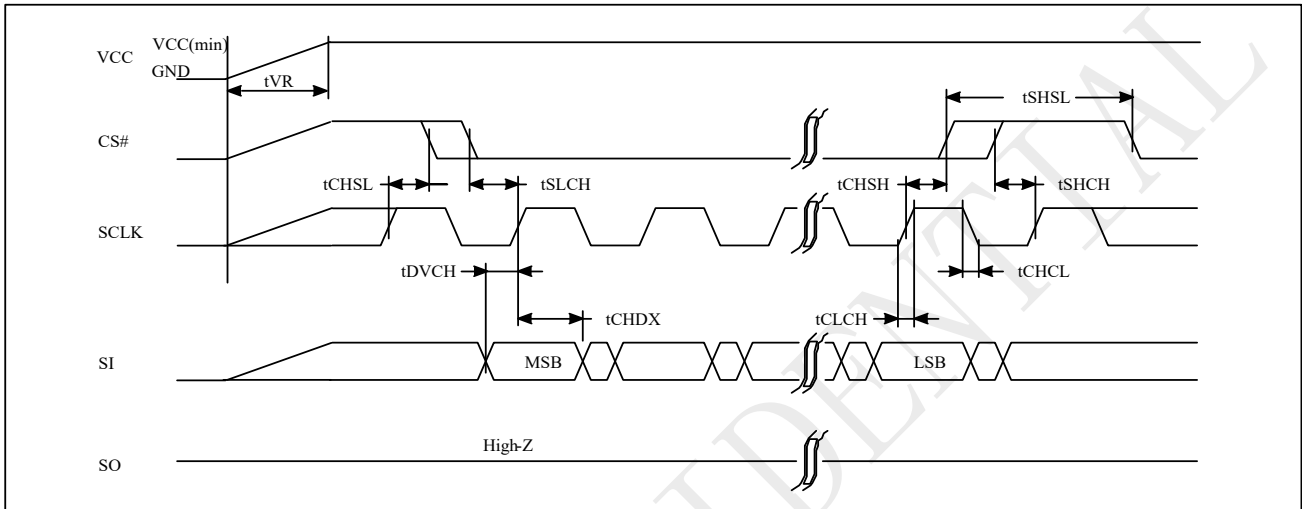 VCC
VCC(min)
GND
tVR
tSHSL
CS#
tCHSL
tSLCH
tCHSH
tSHCH
SCLK
tDVCH
tCHCL
tCHDX
tCLCH
SI
MSB
LSB
High-Z
SO
IDENTIAL